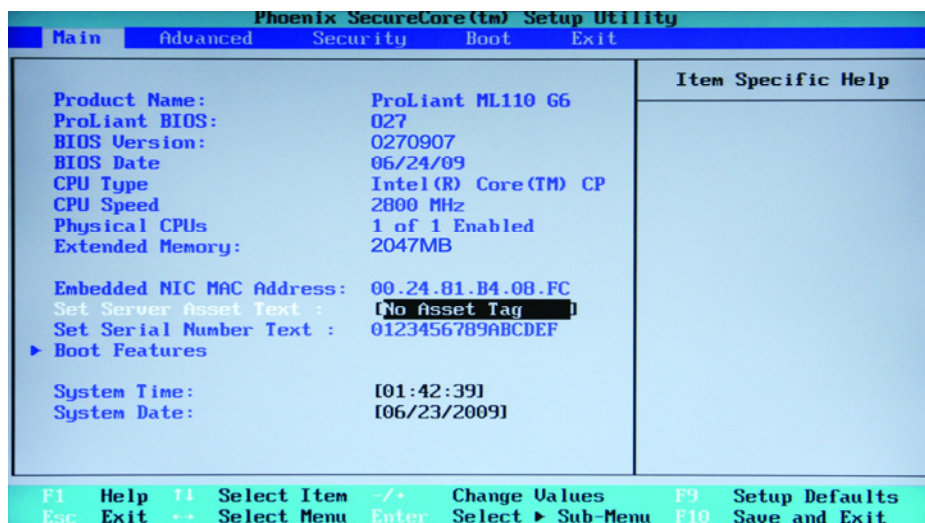 Phoenix SecureCore(tm) Setup Utility
Main Advanced Security Boot Exit
Item Specific Help
Product Name: ProLiant ML110 G6
ProLiant BIOS: O27
BIOS Version: 0270907
BIOS Date 06/24/09
CPU Type Intel(R) Core(TM) CP
CPU Speed 2800 MHz
Physical CPUs 1 of 1 Enabled
Extended Memory: 2047MB
Embedded NIC MAC Address: 00.24.81.B4.08.FC
Set Server Asset Text : [No Asset Tag ]
Set Serial Number Text : 0123456789ABCDEF
▶ Boot Features
System Time: [01:42:39]
System Date: [06/23/2009]
F1 Help ↑↓ Select Item -/+ Change Values F9 Setup Defaults
Esc Exit ↔ Select Menu Enter Select ▶ Sub-Menu F10 Save and Exit